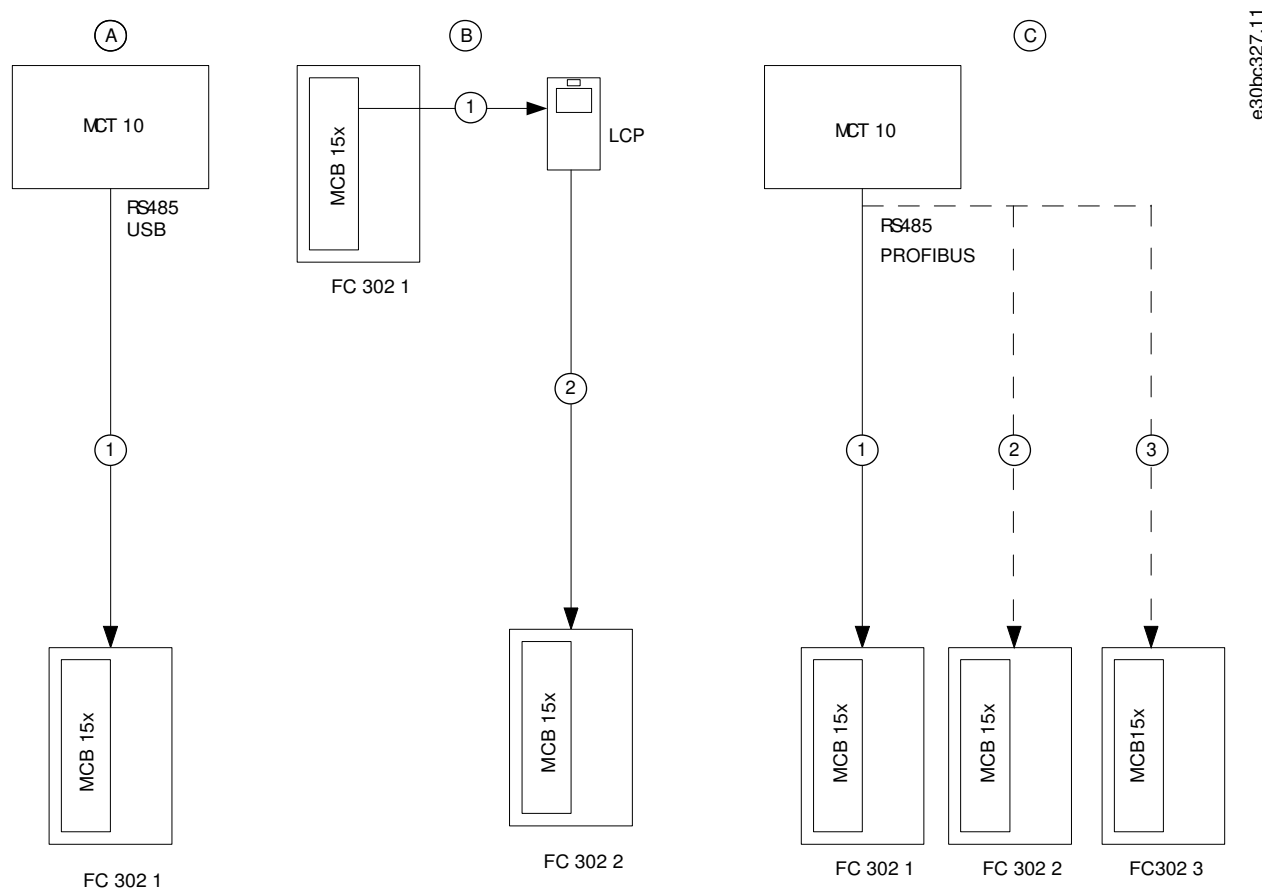 A
MCT 10
RS485
USB
1
MCB 15x
FC 302 1
B
MCB 15x
FC 302 1
1
LCP
2
MCB 15x
FC 302 2
C
MCT 10
RS485
PROFIBUS
1
2
3
MCB 15x
MCB 15x
MCB15x
FC 302 1
FC 302 2
FC302 3
e30bc327.11